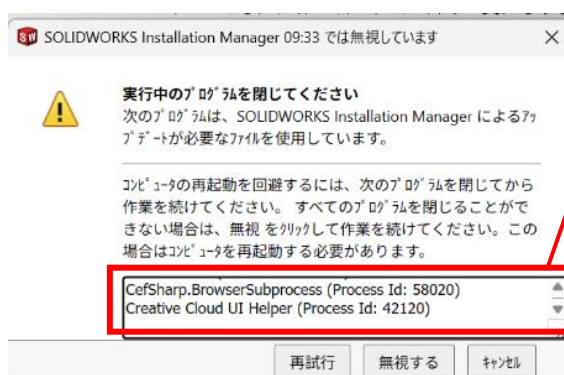 SOLIDWORKS Installation Manager 09:33 では無視しています
実行中のﾌﾟﾛｸﾞﾗﾑを閉じてください
次のﾌﾟﾛｸﾞﾗﾑは、SOLIDWORKS Installation Manager によるｱｯ
ﾌﾟﾃﾞｰﾄが必要なﾌｧｲﾙを使用しています。
ｺﾝﾋﾟｭｰﾀの再起動を回避するには、次のﾌﾟﾛｸﾞﾗﾑを閉じてから
作業を続けてください。 すべてのﾌﾟﾛｸﾞﾗﾑを閉じることがで
きない場合は、無視 をｸﾘｯｸして作業を続けてください。この
場合はｺﾝﾋﾟｭｰﾀを再起動する必要があります。
CefSharp.BrowserSubprocess (Process Id: 58020)
Creative Cloud UI Helper (Process Id: 42120)
再試行 無視する ｷｬﾝｾﾙ